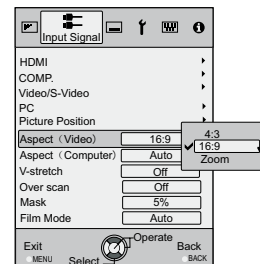 Input Signal
HDMI
COMP.
Video/S-Video
PC
Picture Position
Aspect（Video） 16:9
Aspect（Computer） Auto
V-stretch Off
Over scan Off
Mask 5%
Film Mode Auto
4:3
16:9
Zoom
Exit
MENU
Select
Operate
Back
BACK